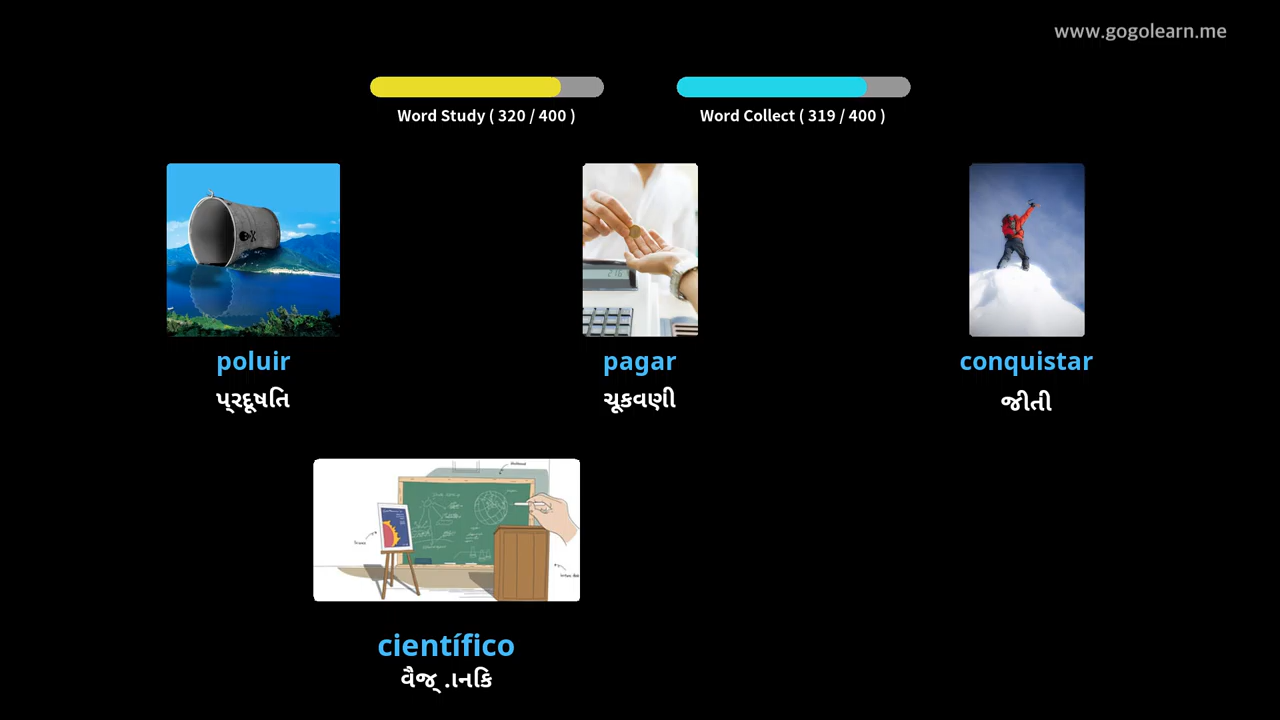 www.gogolearn.me
Word Study ( 320 / 400 )
Word Collect ( 319 / 400 )
poluir
pagar
conquistar
પ્રદૂષતિ
ચૂકવણી
જીતી
científico
વૈજ્ .ાનકિ